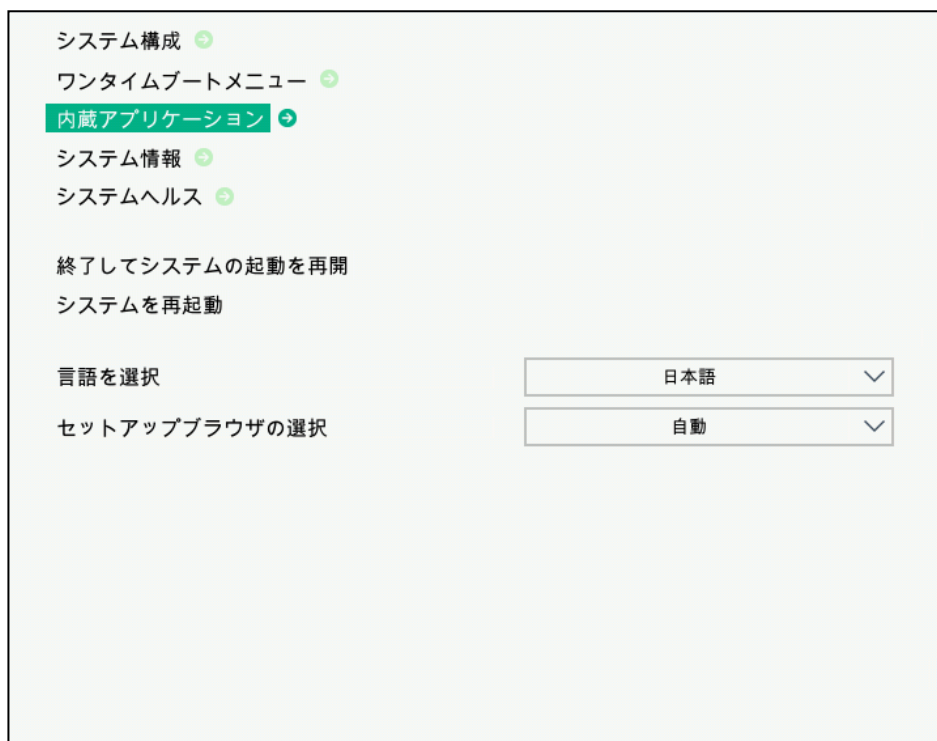 システム構成
ワンタイムブートメニュー
内蔵アプリケーション
システム情報
システムヘルス
終了してシステムの起動を再開
システムを再起動
言語を選択 日本語
セットアップブラウザの選択 自動